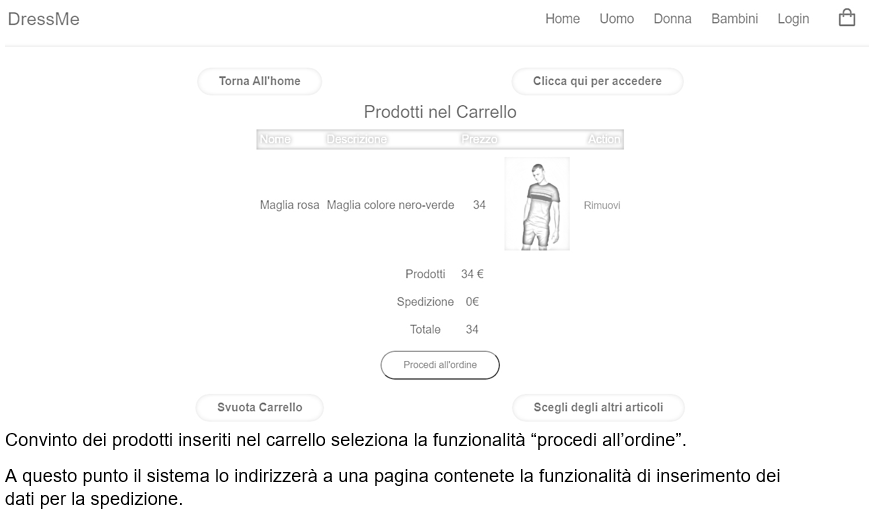 DressMe Home Uomo Donna Bambini Login
Torna All'home Clicca qui per accedere
Prodotti nel Carrello
Nome Descrizione Prezzo Action
Maglia rosa Maglia colore nero-verde 34 Rimuovi
Prodotti 34 €
Spedizione 0€
Totale 34
Procedi all'ordine
Svuota Carrello Scegli degli altri articoli
Convinto dei prodotti inseriti nel carrello seleziona la funzionalità “procedi all’ordine”.
A questo punto il sistema lo indirizzerà a una pagina contenete la funzionalità di inserimento dei
dati per la spedizione.